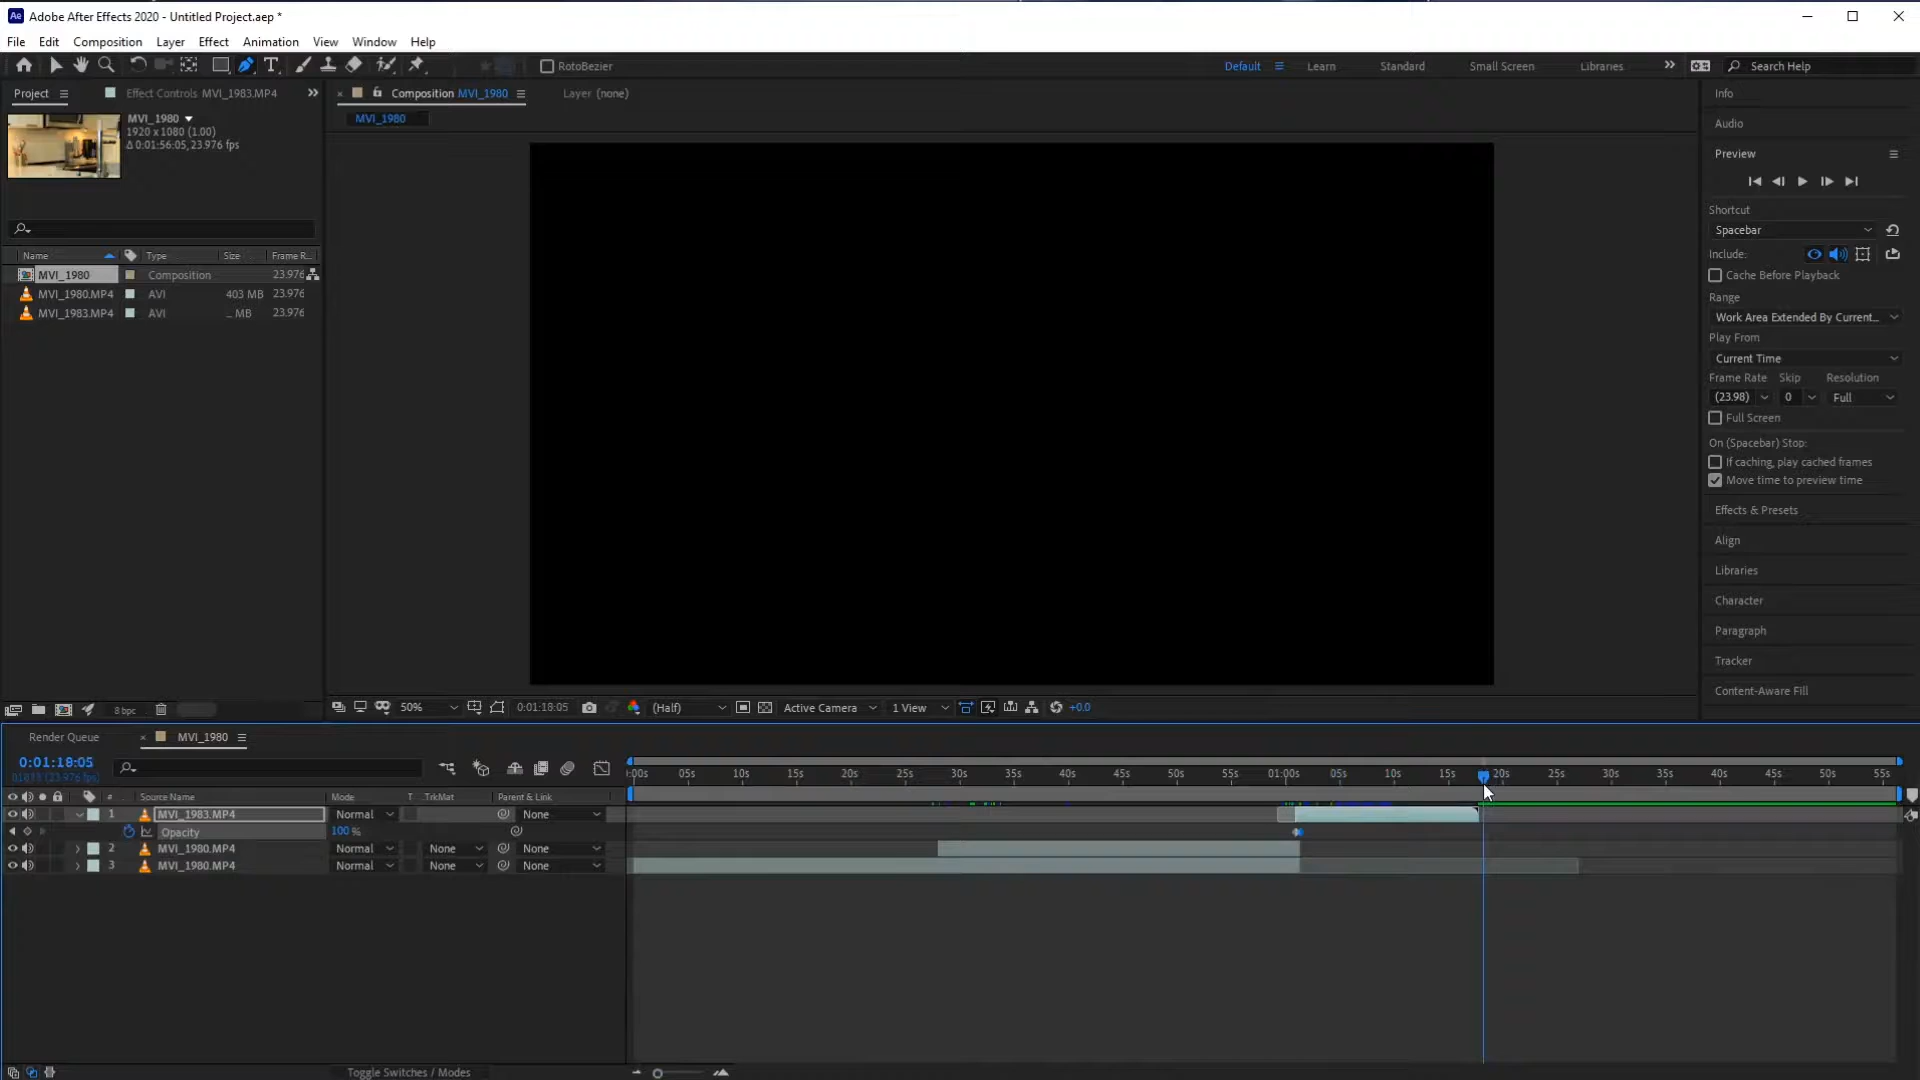 Ae Adobe After Effects 2020 - Untitled Project.aep *
File Edit Composition Layer Effect Animation View Window Help
RotoBezier Default Learn Standard Small Screen Libraries Search Help
Project Effect Controls MVI_1983.MP4 Composition MVI_1980 Layer (none) Info
MVI_1980 MVI_1980
1920 x 1080 (1.00)
Δ 0:01:56:05, 23.976 fps
Audio
Preview
Shortcut
Spacebar
Include:
Cache Before Playback
Range
Work Area Extended By Current...
Play From
Current Time
Frame Rate Skip Resolution
(23.98) 0 Full
Full Screen
On (Spacebar) Stop:
If caching, play cached frames
Move time to preview time
Effects & Presets
Align
Libraries
Character
Paragraph
Tracker
Content-Aware Fill
Name Type Size Frame R...
MVI_1980 Composition 23.976
MVI_1980.MP4 AVI 403 MB 23.976
MVI_1983.MP4 AVI ... MB 23.976
8 bpc 50% 0:01:18:05 (Half) Active Camera 1 View +0.0
Render Queue MVI_1980
0:01:18:05
(23.976 fps)
:00s 05s 10s 15s 20s 25s 30s 35s 40s 45s 50s 55s 01:00s 05s 10s 15s 20s 25s 30s 35s 40s 45s 50s 55s
# Source Name Mode T .TrkMat Parent & Link
1 MVI_1983.MP4 Normal None
Opacity 100 %
2 MVI_1980.MP4 Normal None None
3 MVI_1980.MP4 Normal None None
Toggle Switches / Modes